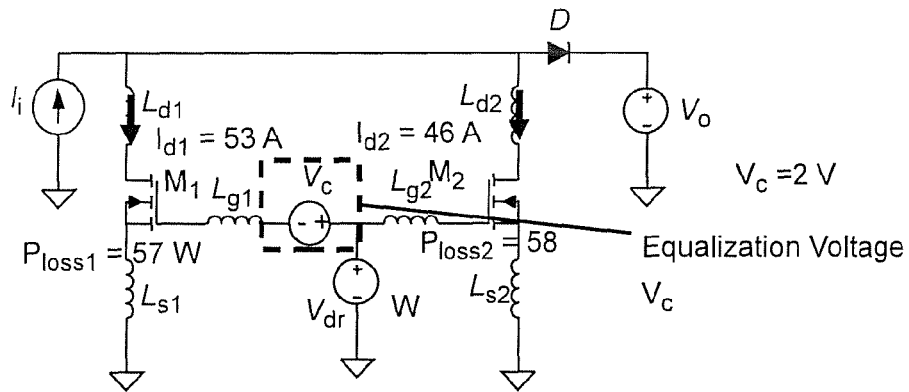 D
Ii
Ld1
Ld2
Vo
Id1 = 53 A
Id2 = 46 A
M1
Lg1
Vc
Lg2
M2
Vc =2 V
Ploss1 = 57 W
Ploss2 = 58
W
Equalization Voltage
Vc
Ls1
Vdr
Ls2